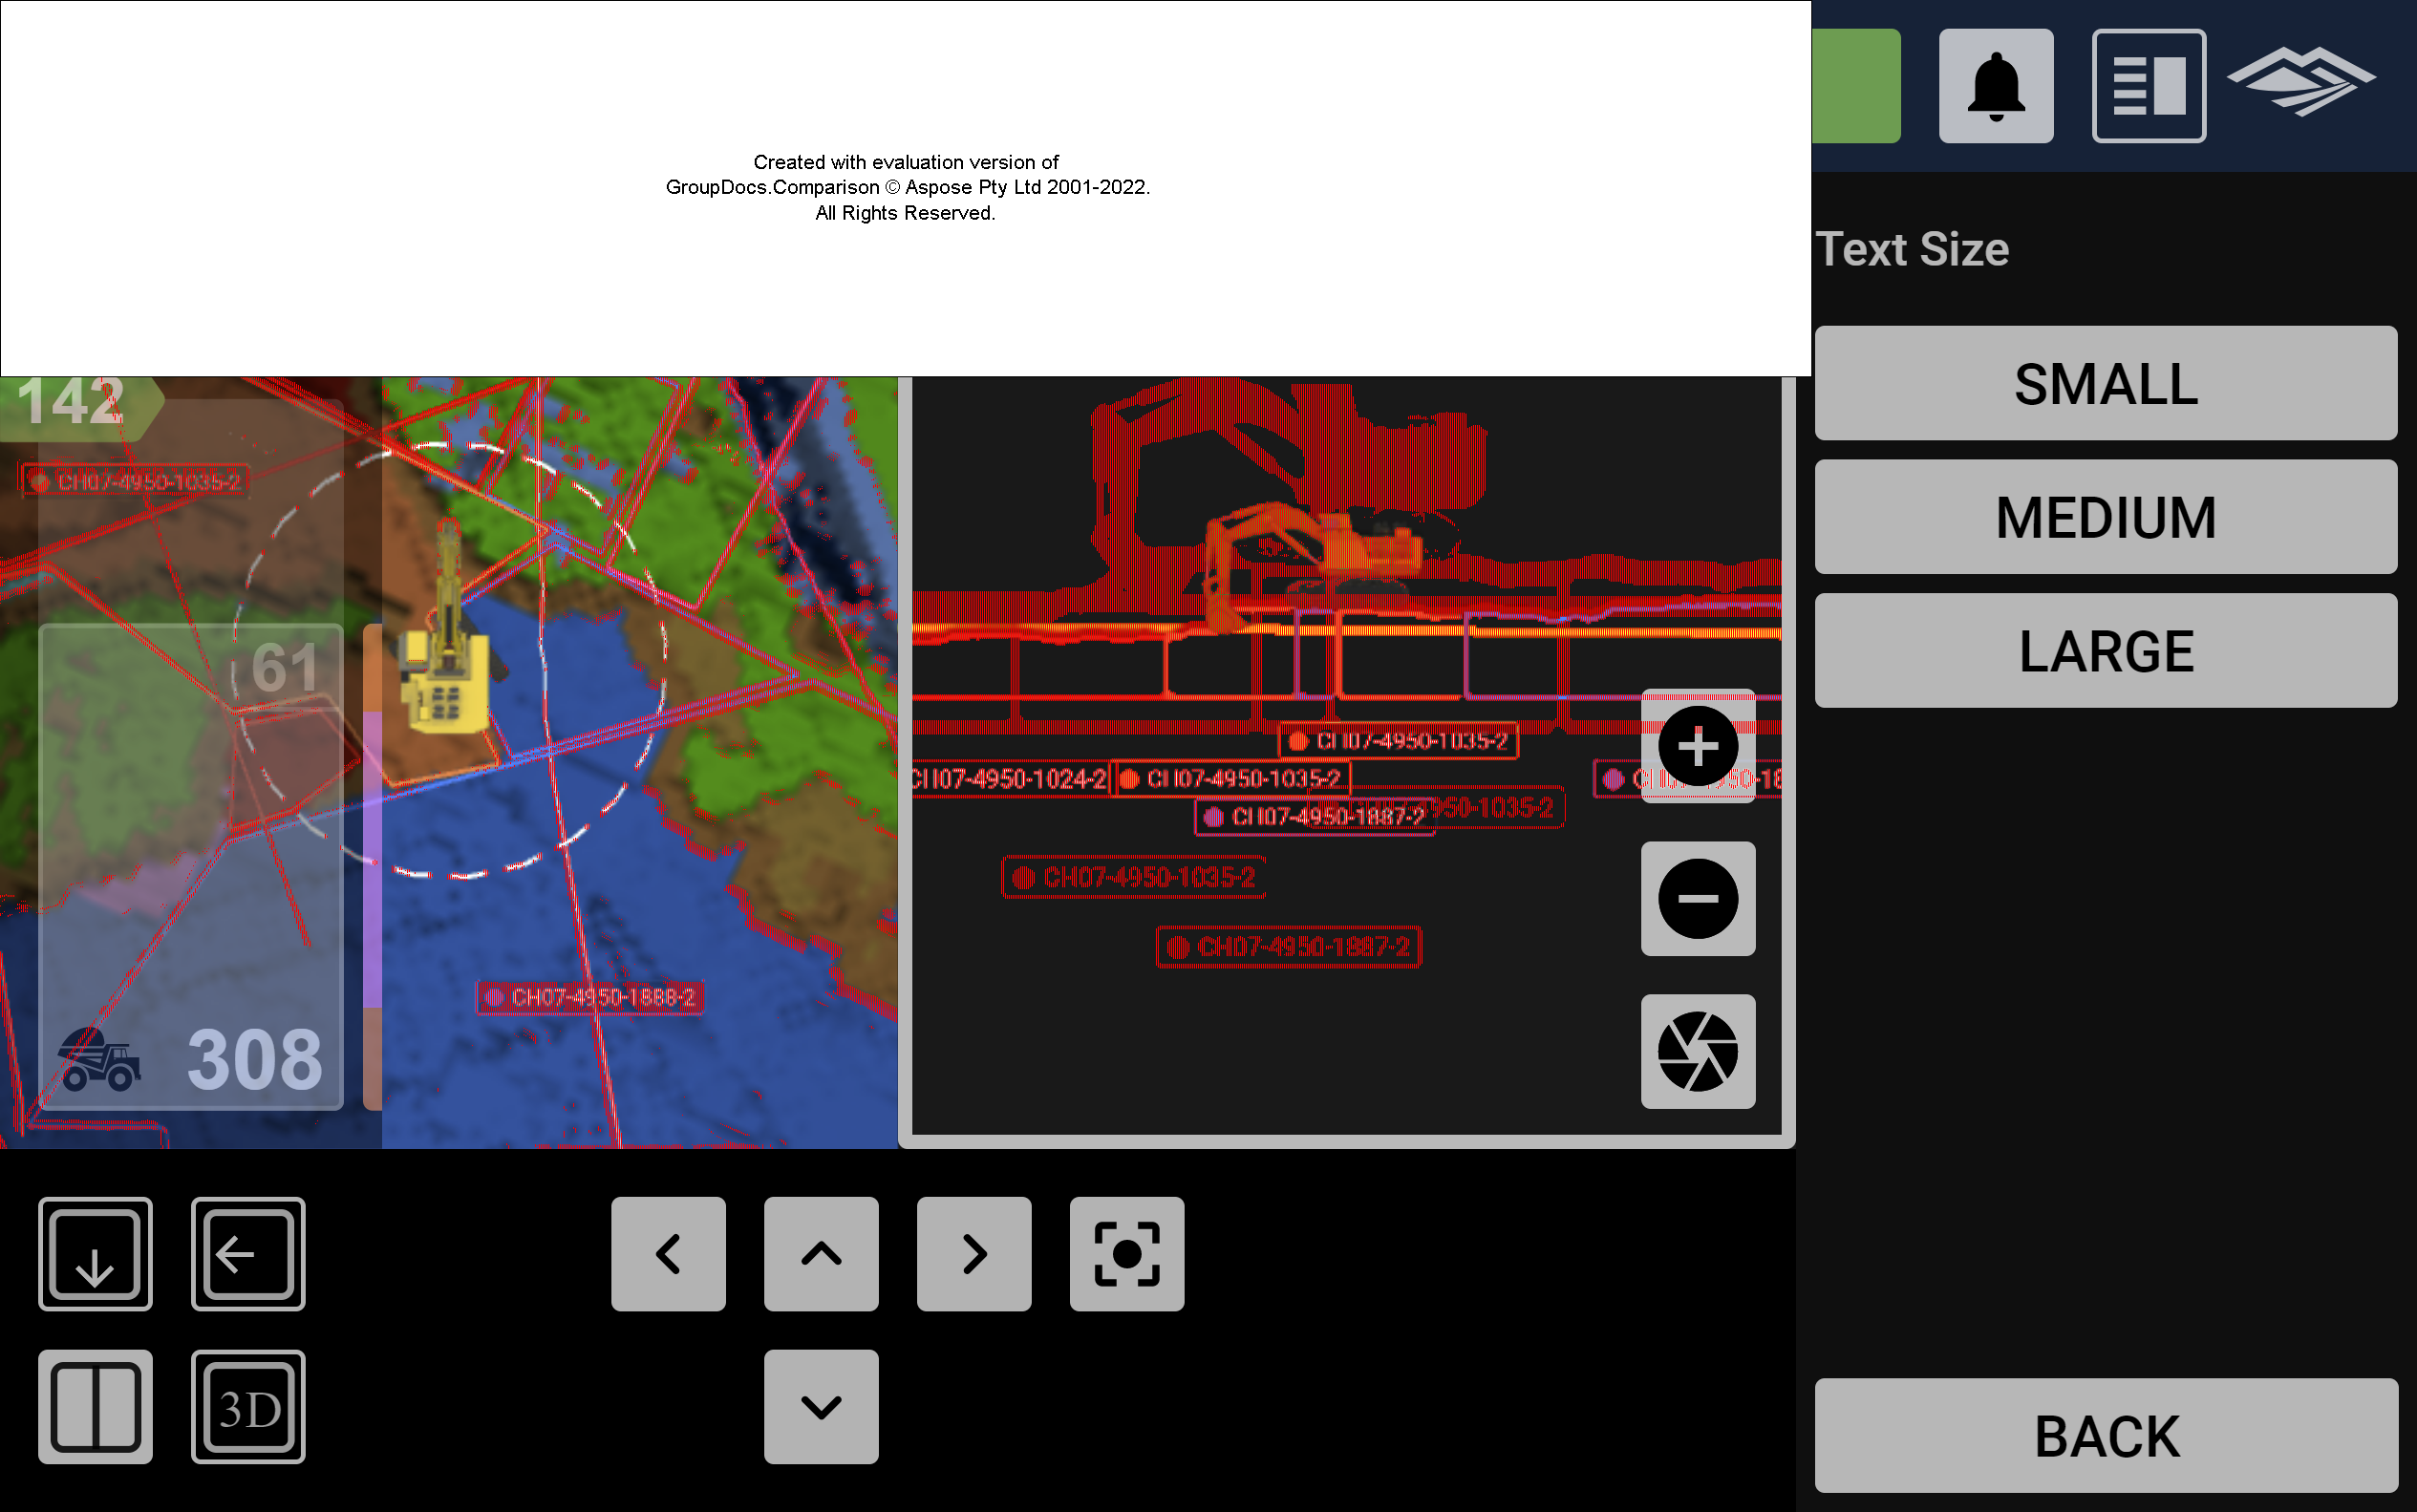 Created with evaluation version of
GroupDocs.Comparison © Aspose Pty Ltd 2001-2022.
All Rights Reserved.
Text Size
SMALL
MEDIUM
LARGE
142
CH07-4950-1035-2
61
308
CH07-4950-1888-2
CH07-4950-1035-2
CH07-4950-1024-2
CH07-4950-1035-2
CH07-4950-1887-2
950-1035-2
CH07-4950-1035-2
CH07-4950-1887-2
3D
BACK